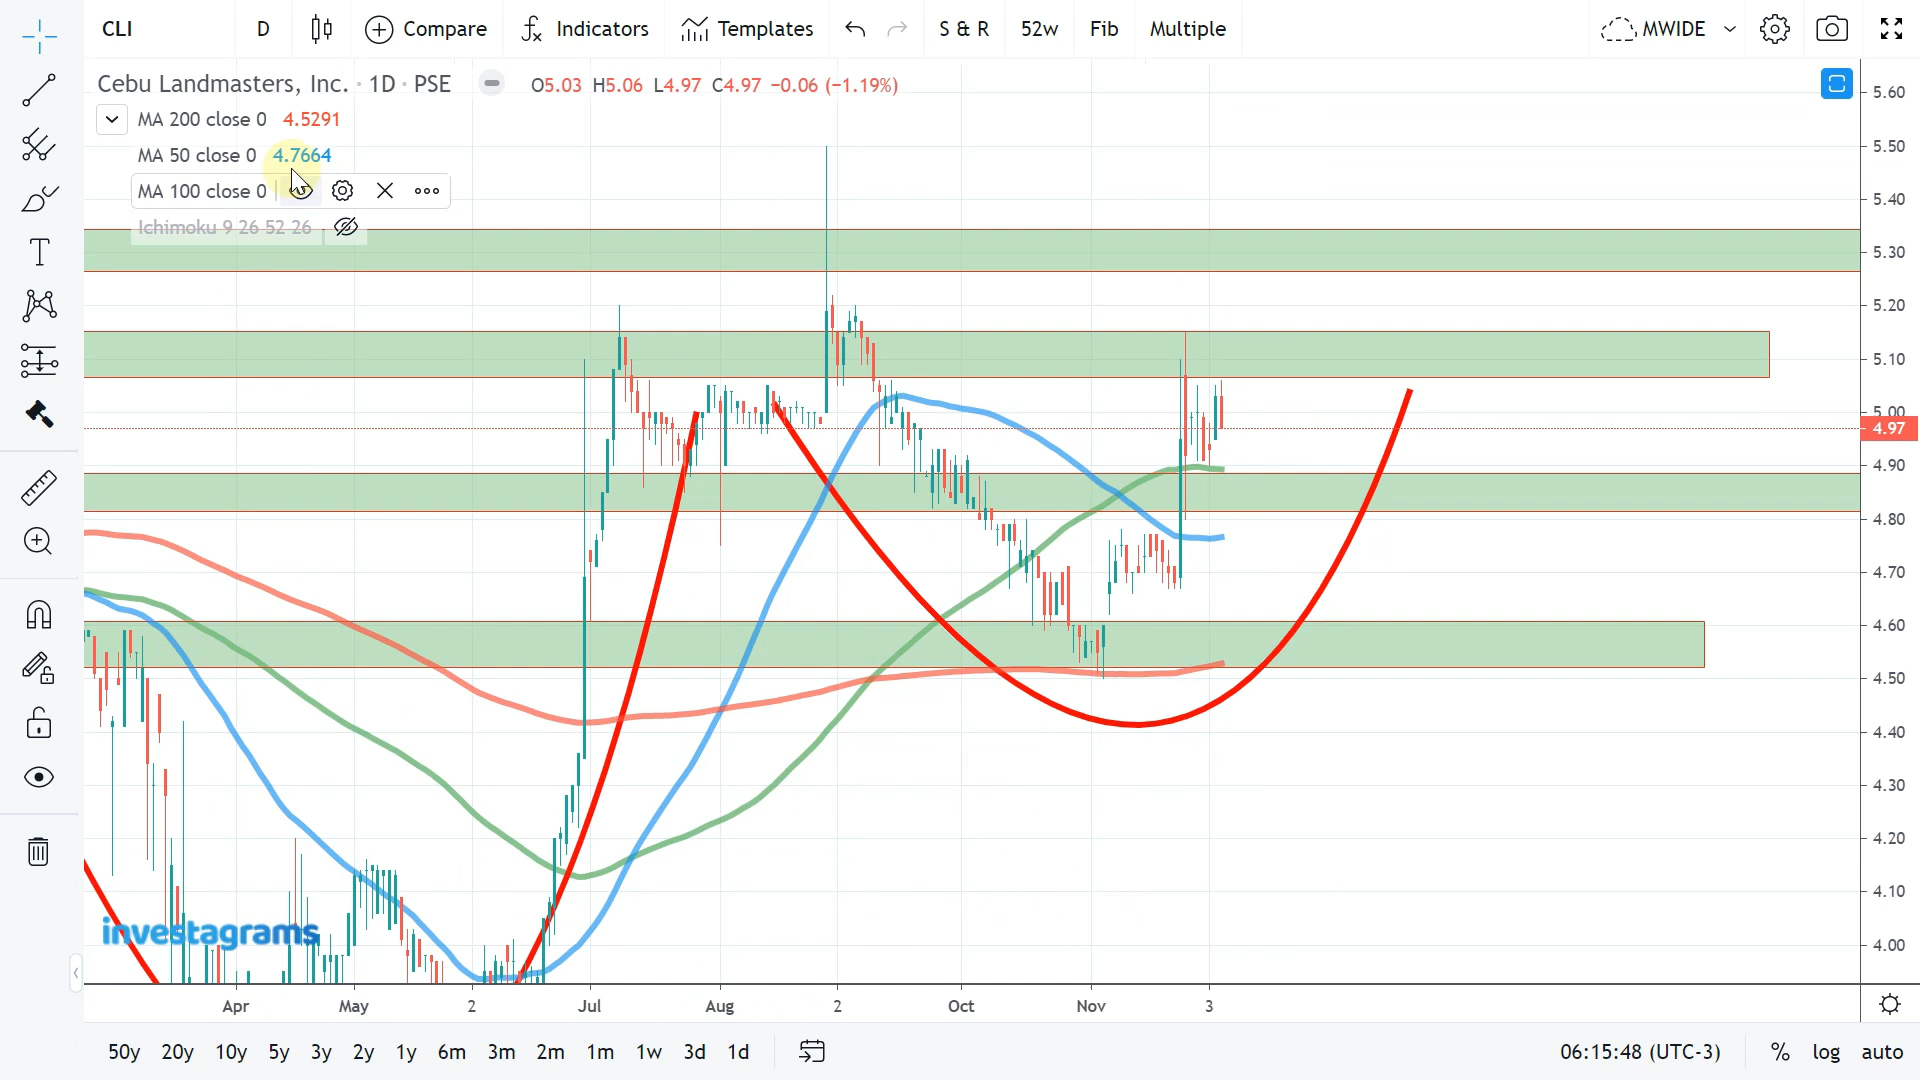 CLI D Compare Indicators Templates S & R 52w Fib Multiple MWIDE
Cebu Landmasters, Inc. · 1D · PSE O5.03 H5.06 L4.97 C4.97 −0.06 (−1.19%)
MA 200 close 0 4.5291
MA 50 close 0 4.7664
MA 100 close 0
Ichimoku 9 26 52 26
5.60
5.50
5.40
5.30
5.20
5.10
5.00
4.97
4.90
4.80
4.70
4.60
4.50
4.40
4.30
4.20
4.10
4.00
investagrams
Apr May 2 Jul Aug 2 Oct Nov 3
50y 20y 10y 5y 3y 2y 1y 6m 3m 2m 1m 1w 3d 1d 06:15:48 (UTC-3) % log auto